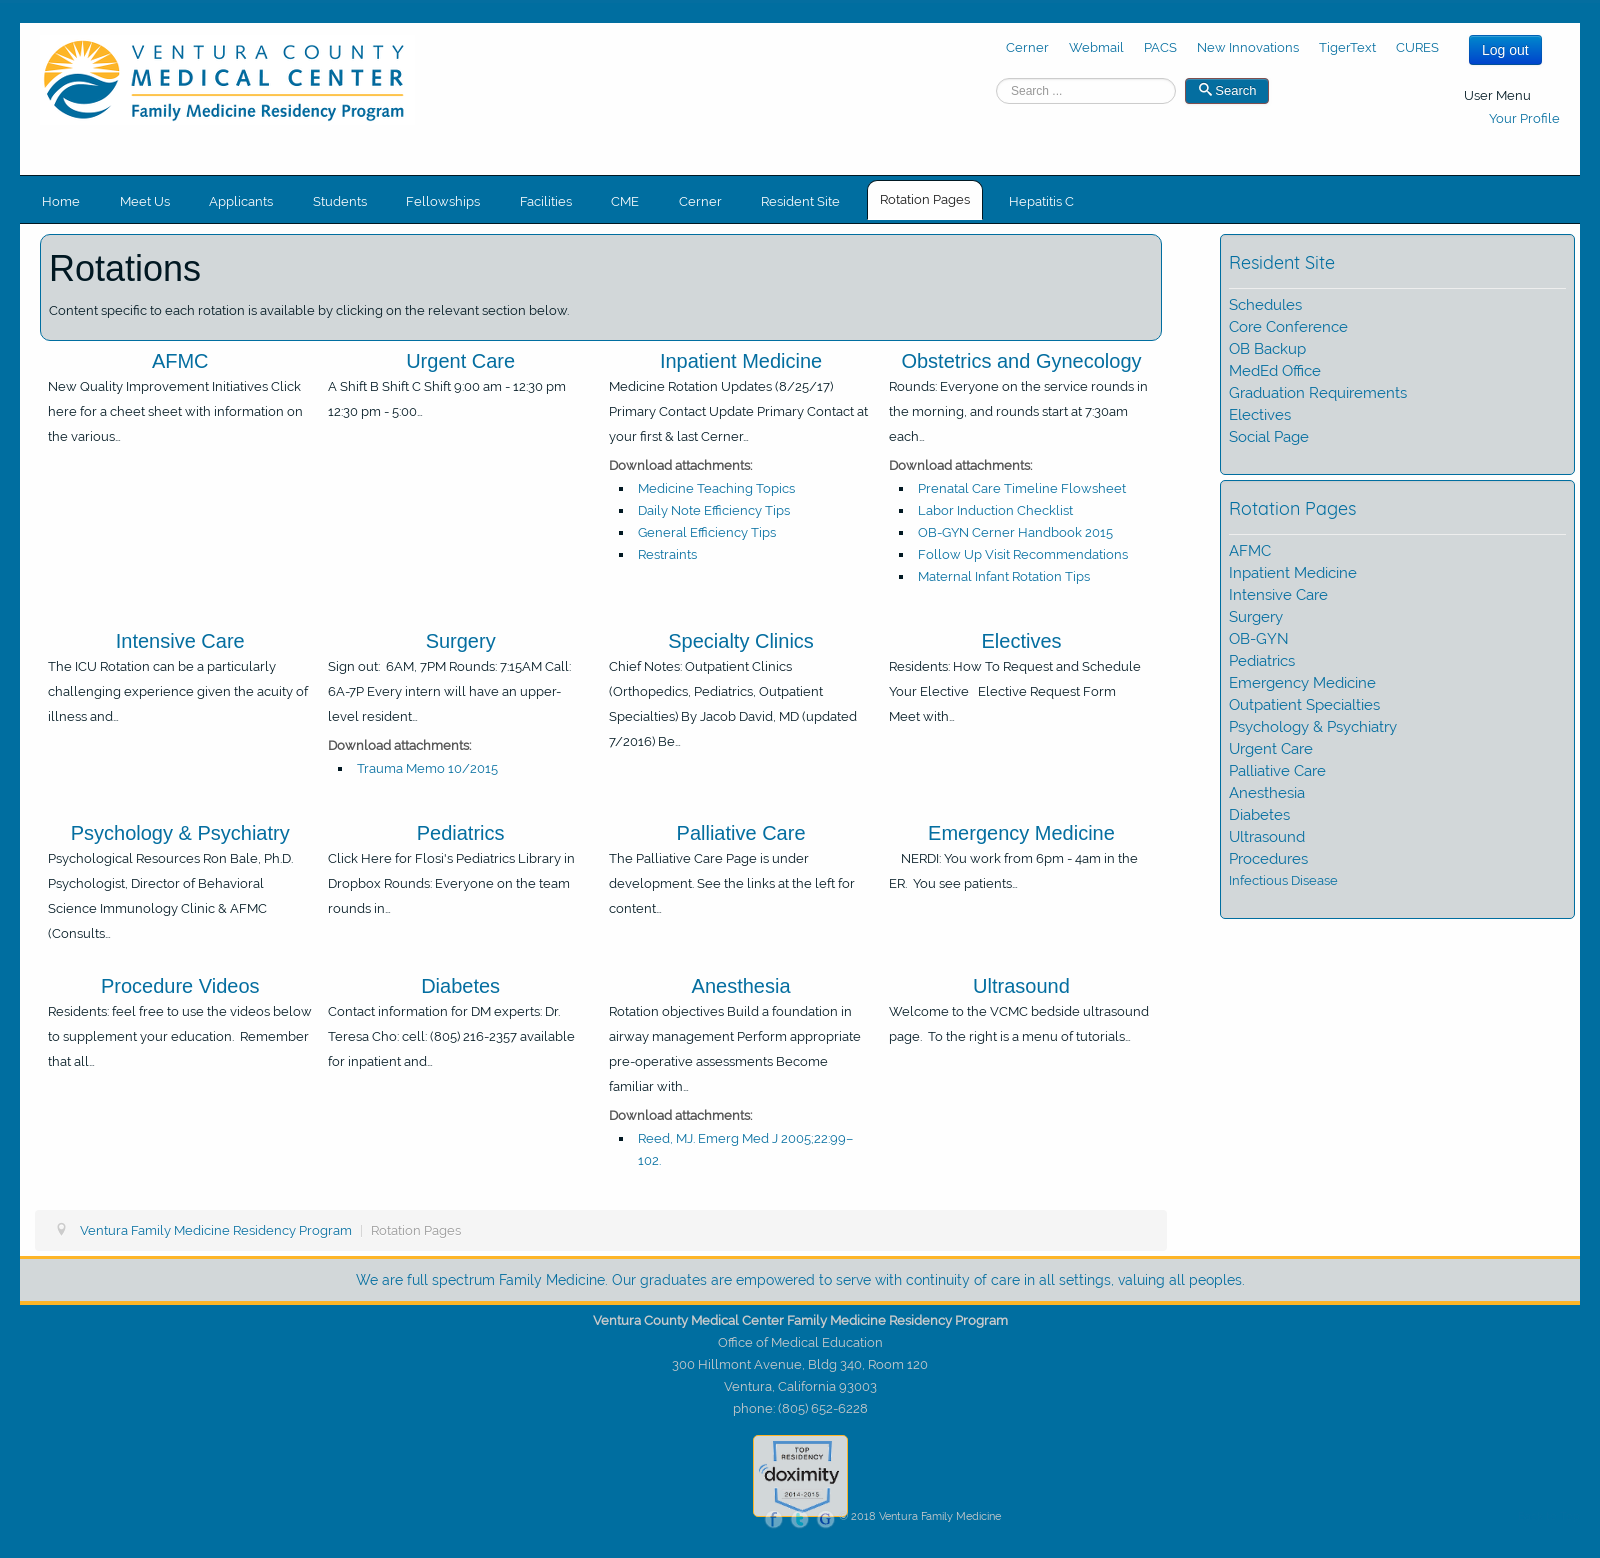 VENTURA COUNTY
MEDICAL CENTER
Family Medicine Residency Program
Cerner Webmail PACS New Innovations TigerText CURES
Log out
Search ...
Search
User Menu
Your Profile
Home Meet Us Applicants Students Fellowships Facilities CME Cerner Resident Site Rotation Pages Hepatitis C
Rotations
Content specific to each rotation is available by clicking on the relevant section below.
AFMC
New Quality Improvement Initiatives Click
here for a cheet sheet with information on
the various...
Urgent Care
A Shift B Shift C Shift 9:00 am - 12:30 pm
12:30 pm - 5:00...
Inpatient Medicine
Medicine Rotation Updates (8/25/17)
Primary Contact Update Primary Contact at
your first & last Cerner...
Download attachments:
Medicine Teaching Topics
Daily Note Efficiency Tips
General Efficiency Tips
Restraints
Obstetrics and Gynecology
Rounds: Everyone on the service rounds in
the morning, and rounds start at 7:30am
each...
Download attachments:
Prenatal Care Timeline Flowsheet
Labor Induction Checklist
OB-GYN Cerner Handbook 2015
Follow Up Visit Recommendations
Maternal Infant Rotation Tips
Intensive Care
The ICU Rotation can be a particularly
challenging experience given the acuity of
illness and...
Surgery
Sign out: 6AM, 7PM Rounds: 7:15AM Call:
6A-7P Every intern will have an upper-
level resident...
Download attachments:
Trauma Memo 10/2015
Specialty Clinics
Chief Notes: Outpatient Clinics
(Orthopedics, Pediatrics, Outpatient
Specialties) By Jacob David, MD (updated
7/2016) Be...
Electives
Residents: How To Request and Schedule
Your Elective Elective Request Form
Meet with...
Psychology & Psychiatry
Psychological Resources Ron Bale, Ph.D.
Psychologist, Director of Behavioral
Science Immunology Clinic & AFMC
(Consults...
Pediatrics
Click Here for Flosi's Pediatrics Library in
Dropbox Rounds: Everyone on the team
rounds in...
Palliative Care
The Palliative Care Page is under
development. See the links at the left for
content...
Emergency Medicine
NERDI: You work from 6pm - 4am in the
ER. You see patients...
Procedure Videos
Residents: feel free to use the videos below
to supplement your education. Remember
that all...
Diabetes
Contact information for DM experts: Dr.
Teresa Cho: cell: (805) 216-2357 available
for inpatient and...
Anesthesia
Rotation objectives Build a foundation in
airway management Perform appropriate
pre-operative assessments Become
familiar with...
Download attachments:
Reed, MJ. Emerg Med J 2005;22:99–
102.
Ultrasound
Welcome to the VCMC bedside ultrasound
page. To the right is a menu of tutorials...
Resident Site
Schedules
Core Conference
OB Backup
MedEd Office
Graduation Requirements
Electives
Social Page
Rotation Pages
AFMC
Inpatient Medicine
Intensive Care
Surgery
OB-GYN
Pediatrics
Emergency Medicine
Outpatient Specialties
Psychology & Psychiatry
Urgent Care
Palliative Care
Anesthesia
Diabetes
Ultrasound
Procedures
Infectious Disease
Ventura Family Medicine Residency Program | Rotation Pages
We are full spectrum Family Medicine. Our graduates are empowered to serve with continuity of care in all settings, valuing all peoples.
Ventura County Medical Center Family Medicine Residency Program
Office of Medical Education
300 Hillmont Avenue, Bldg 340, Room 120
Ventura, California 93003
phone: (805) 652-6228
TOP
RESIDENCY
doximity
2014-2015
f t G © 2018 Ventura Family Medicine